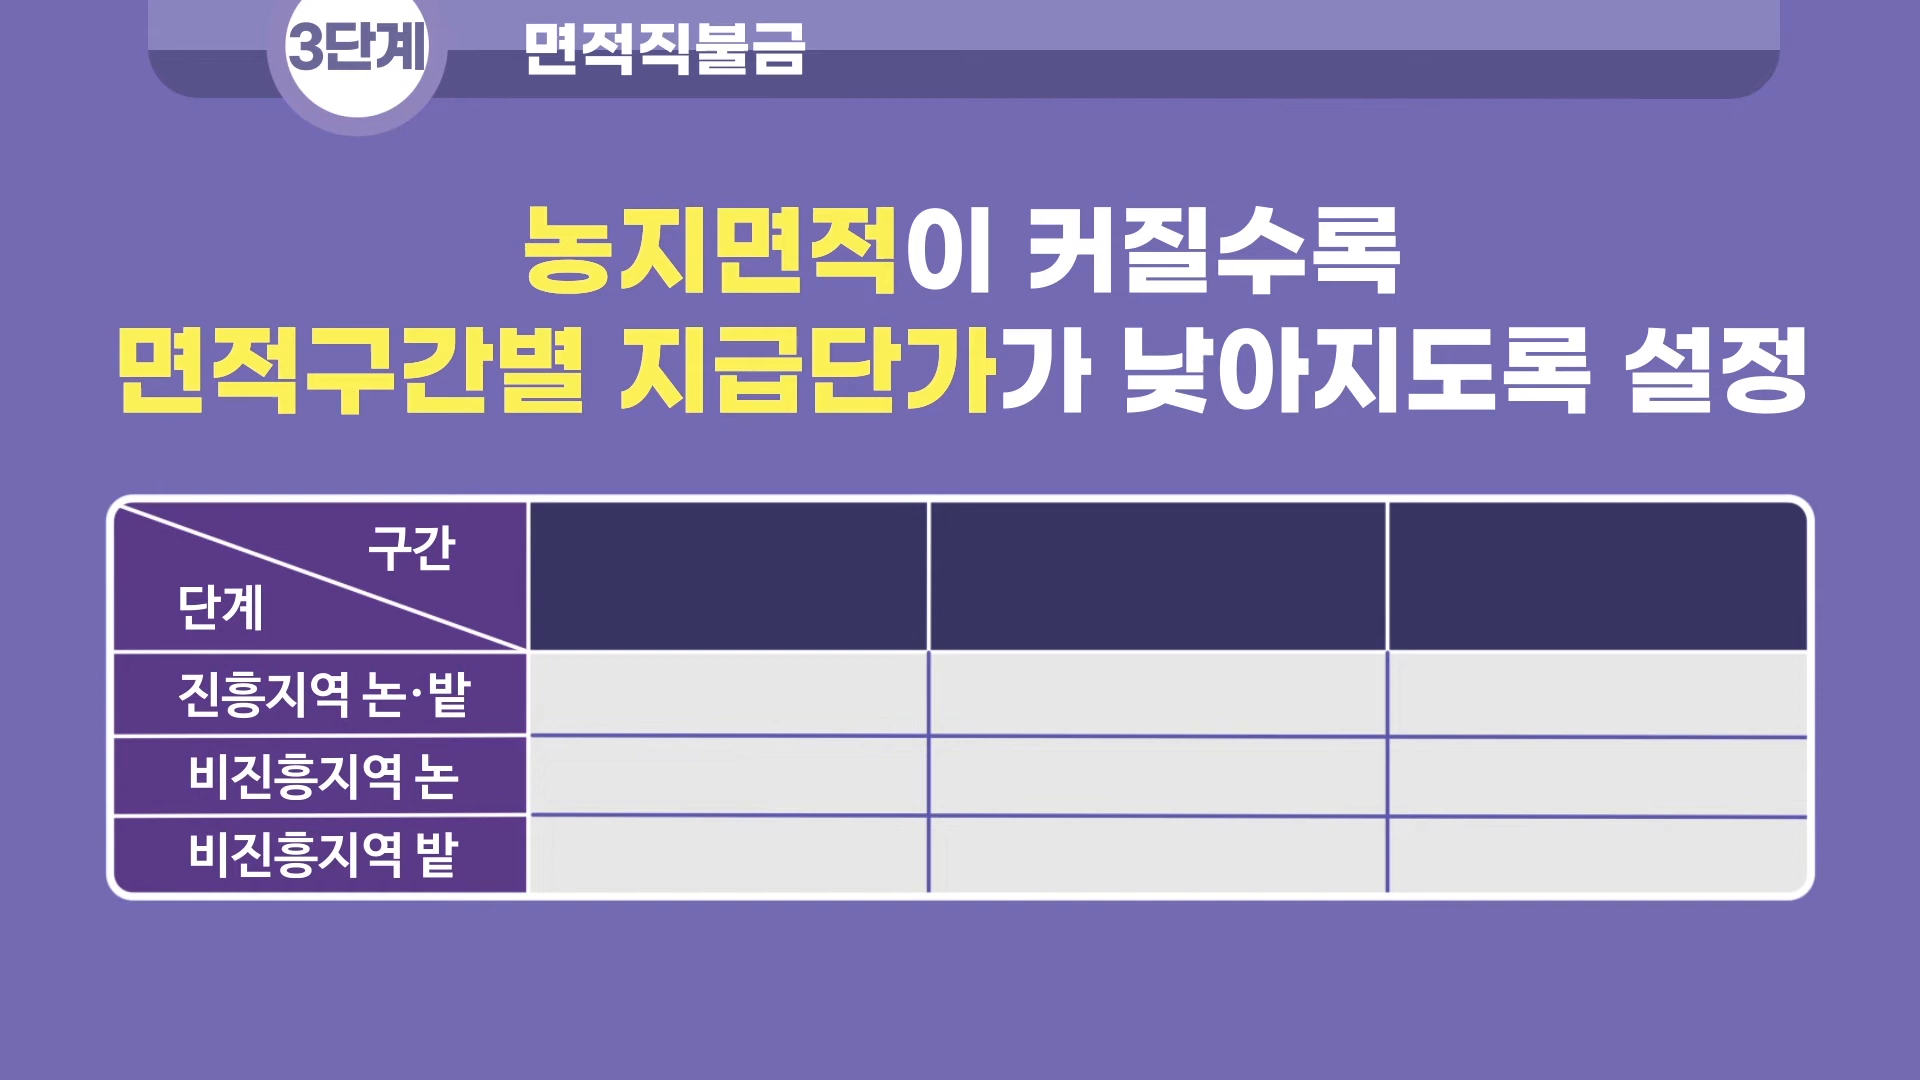 3단계 면적직불금
농지면적이 커질수록
면적구간별 지급단가가 낮아지도록 설정
구간
단계
진흥지역 논·밭
비진흥지역 논
비진흥지역 밭